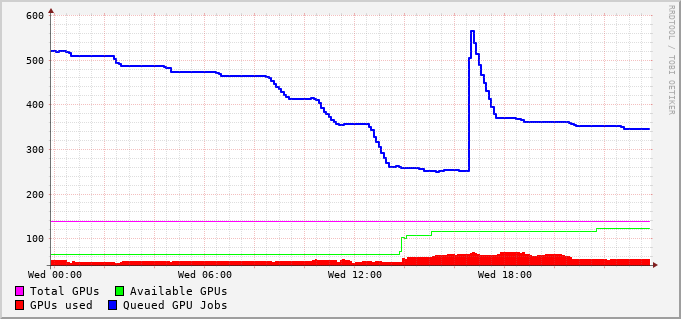 600
500
400
300
200
100
Wed 00:00 Wed 06:00 Wed 12:00 Wed 18:00
Total GPUs Available GPUs
GPUs used Queued GPU Jobs
RRDTOOL / TOBI OETIKER